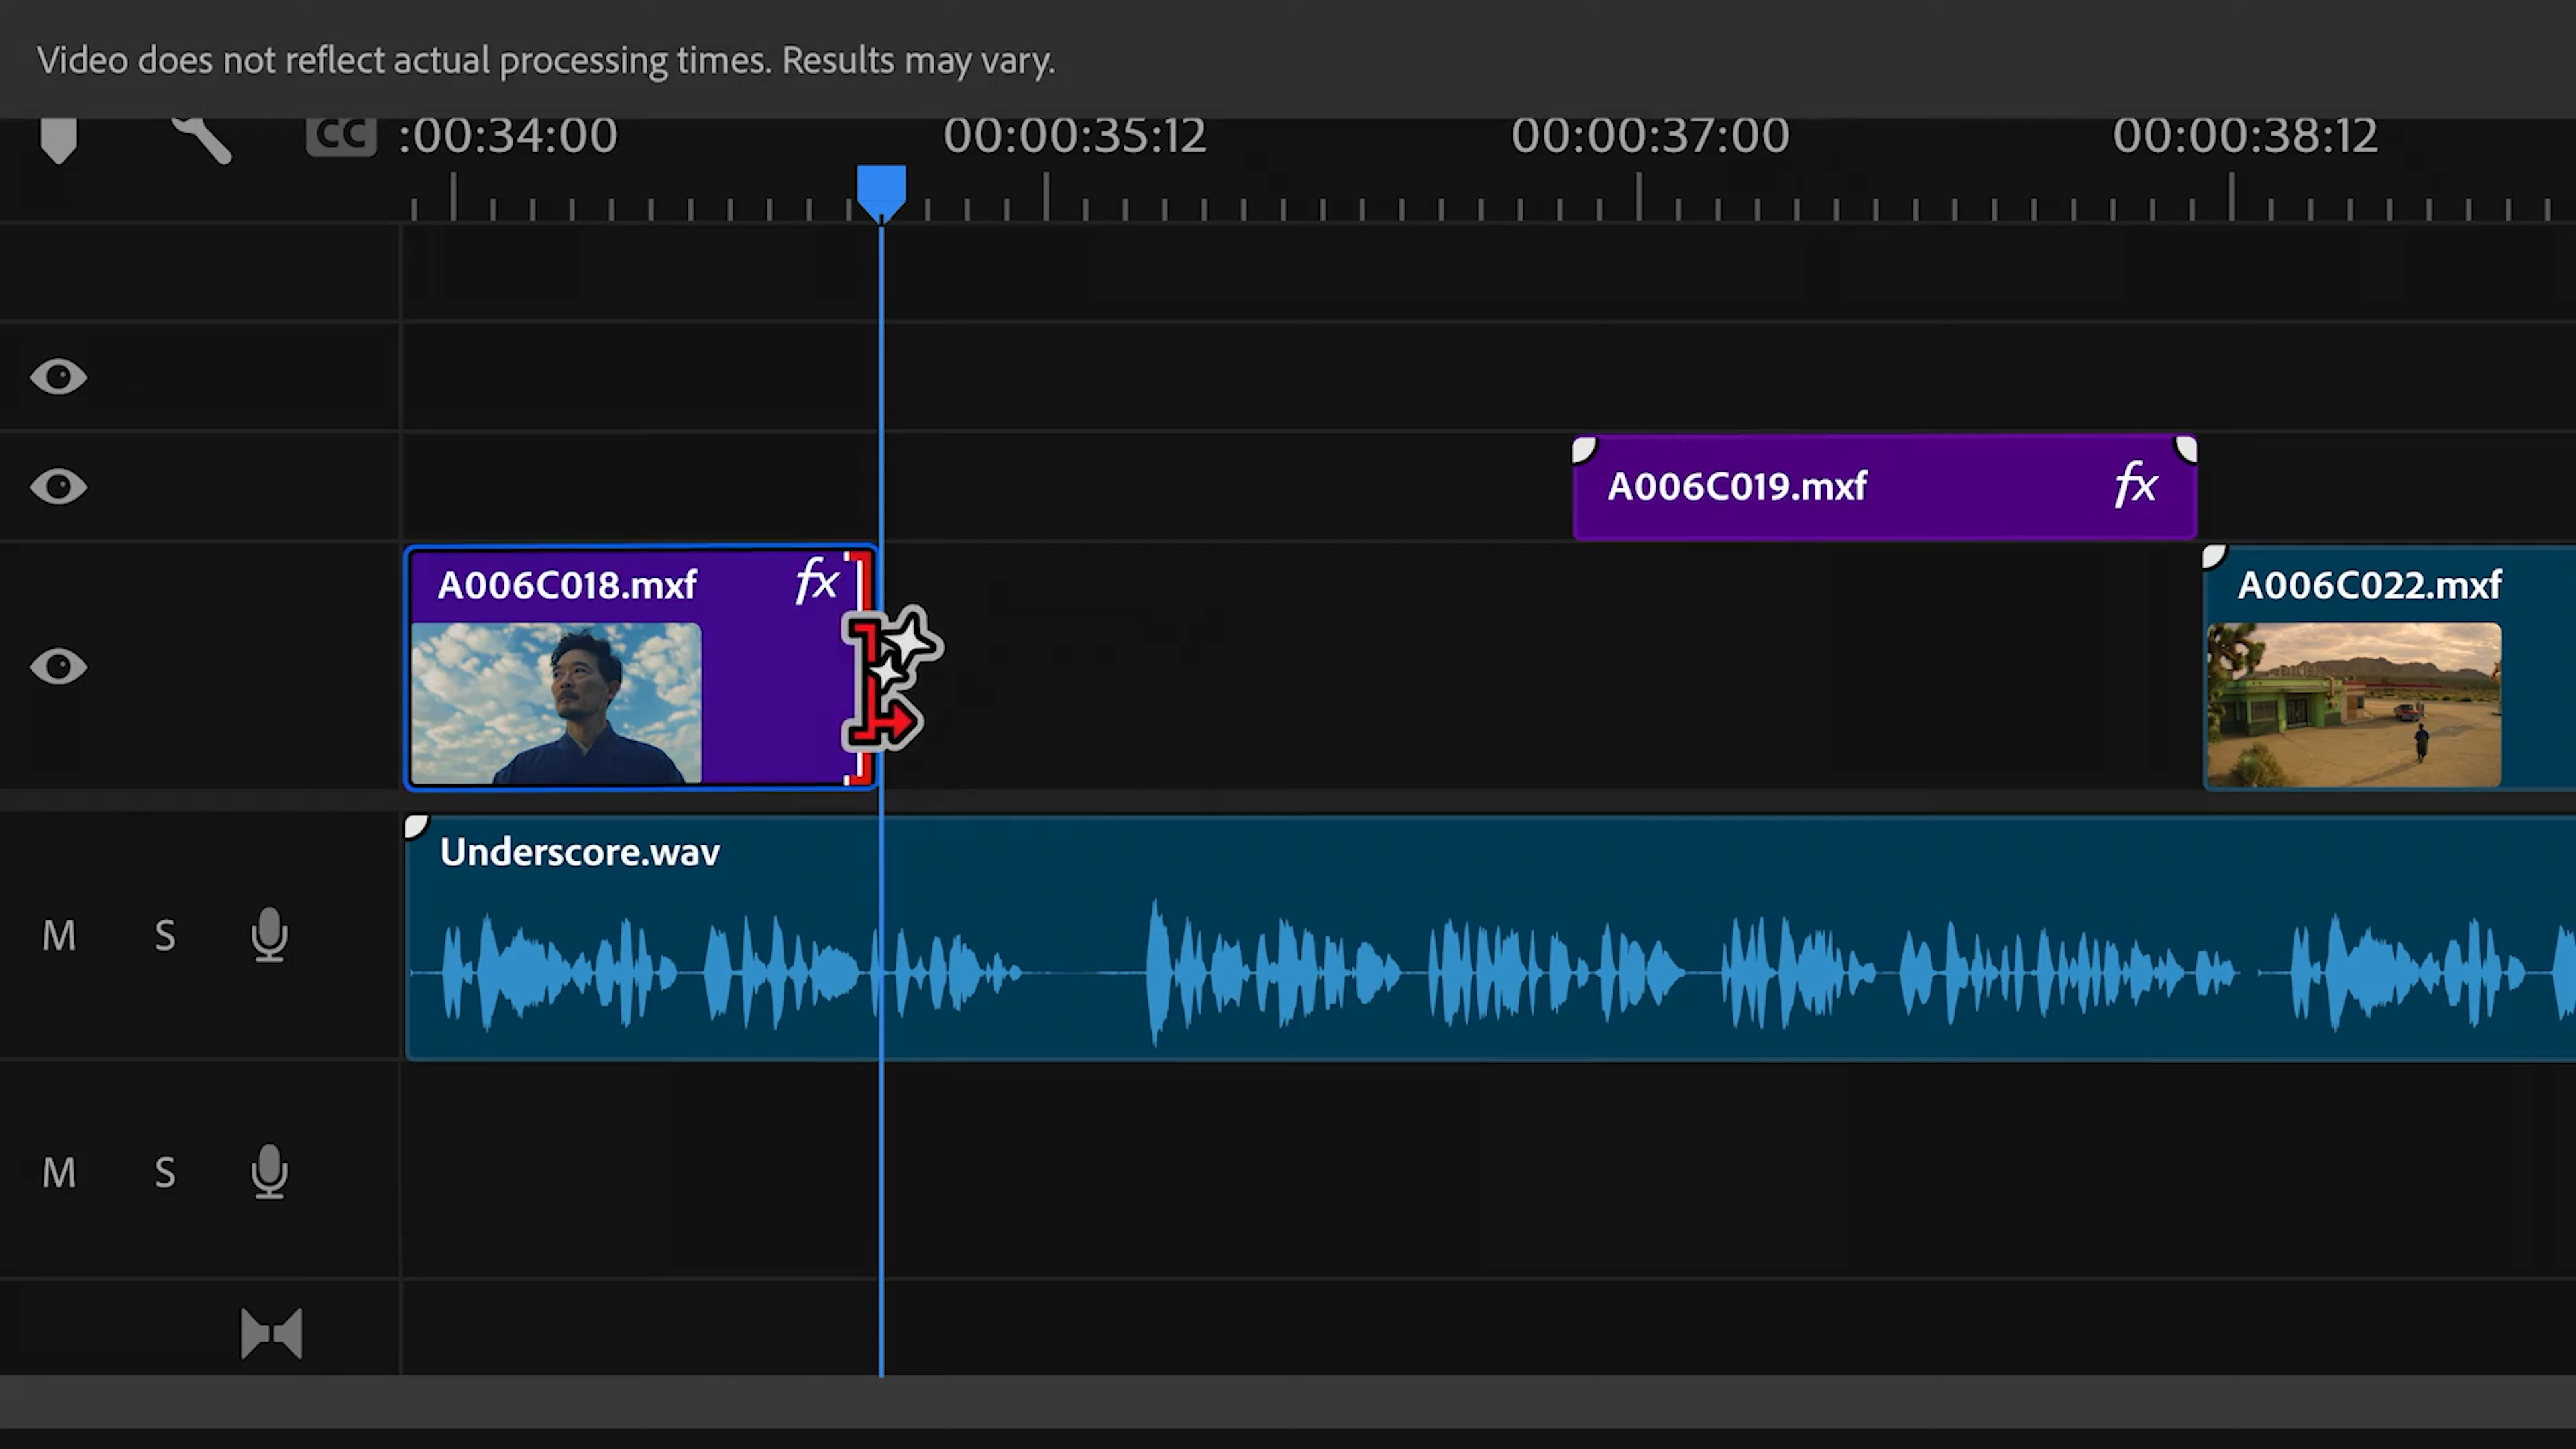 Video does not reflect actual processing times. Results may vary.
CC :00:34:00 00:00:35:12 00:00:37:00 00:00:38:12
A006C019.mxf fx
A006C018.mxf fx
A006C022.mxf
Underscore.wav
M S
M S